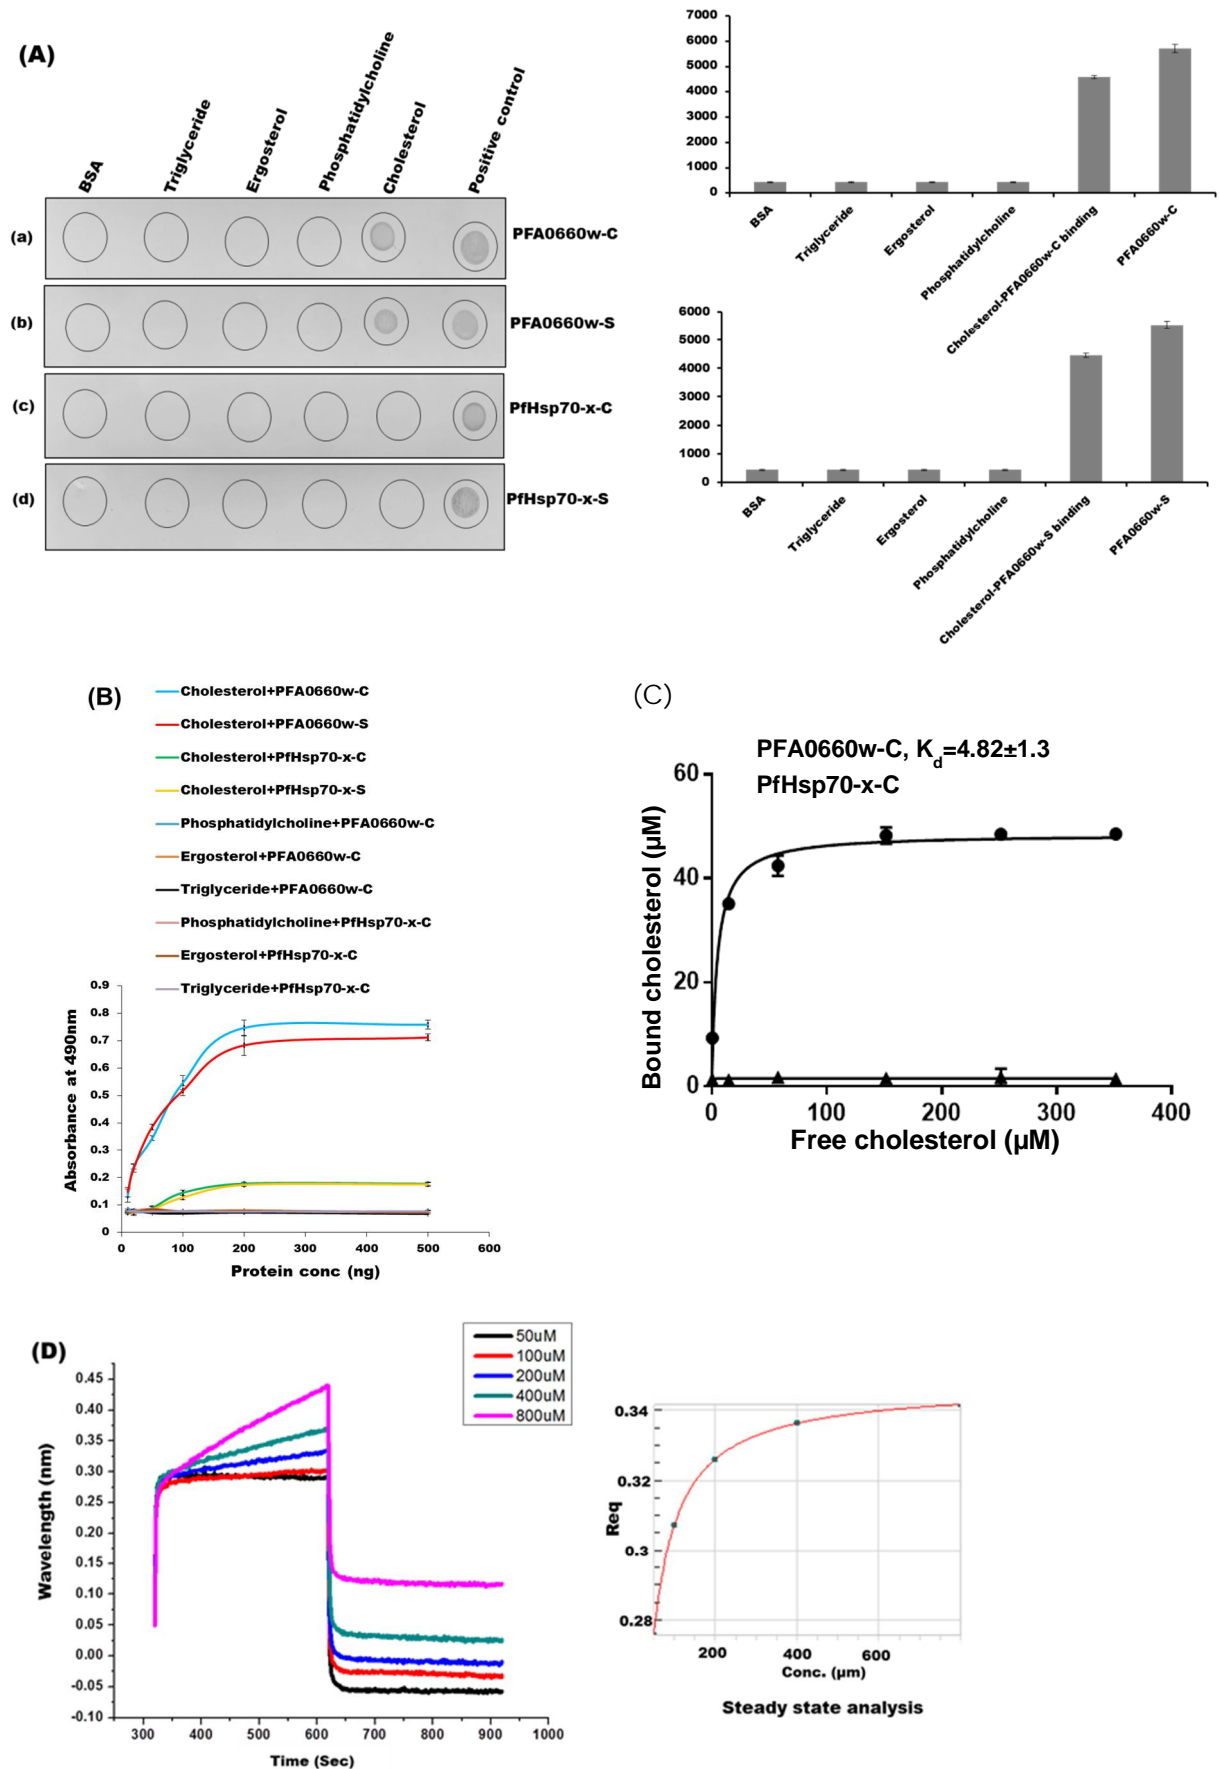 (A)
BSA
Triglyceride
Ergosterol
Phosphatidylcholine
Cholesterol
Positive control
(a)
PFA0660w-C
(b)
PFA0660w-S
(c)
PfHsp70-x-C
(d)
PfHsp70-x-S
7000
6000
5000
4000
3000
2000
1000
0
BSA
Triglyceride
Ergosterol
Phosphatidylcholine
Cholesterol-PFA0660w-C binding
PFA0660w-C
6000
5000
4000
3000
2000
1000
0
BSA
Triglyceride
Ergosterol
Phosphatidylcholine
Cholesterol-PFA0660w-S binding
PFA0660w-S
(B)
Cholesterol+PFA0660w-C
Cholesterol+PFA0660w-S
Cholesterol+PfHsp70-x-C
Cholesterol+PfHsp70-x-S
Phosphatidylcholine+PFA0660w-C
Ergosterol+PFA0660w-C
Triglyceride+PFA0660w-C
Phosphatidylcholine+PfHsp70-x-C
Ergosterol+PfHsp70-x-C
Triglyceride+PfHsp70-x-C
Absorbance at 490nm
0.9
0.8
0.7
0.6
0.5
0.4
0.3
0.2
0.1
0
0 100 200 300 400 500 600
Protein conc (ng)
(C)
PFA0660w-C, Kd=4.82±1.3
PfHsp70-x-C
Bound cholesterol (µM)
60
40
20
0
0 100 200 300 400
Free cholesterol (µM)
(D)
50uM
100uM
200uM
400uM
800uM
Wavelength (nm)
0.45
0.40
0.35
0.30
0.25
0.20
0.15
0.10
0.05
0.00
-0.05
-0.10
300 400 500 600 700 800 900 1000
Time (Sec)
Req
0.34
0.32
0.3
0.28
200 400 600
Conc. (µm)
Steady state analysis